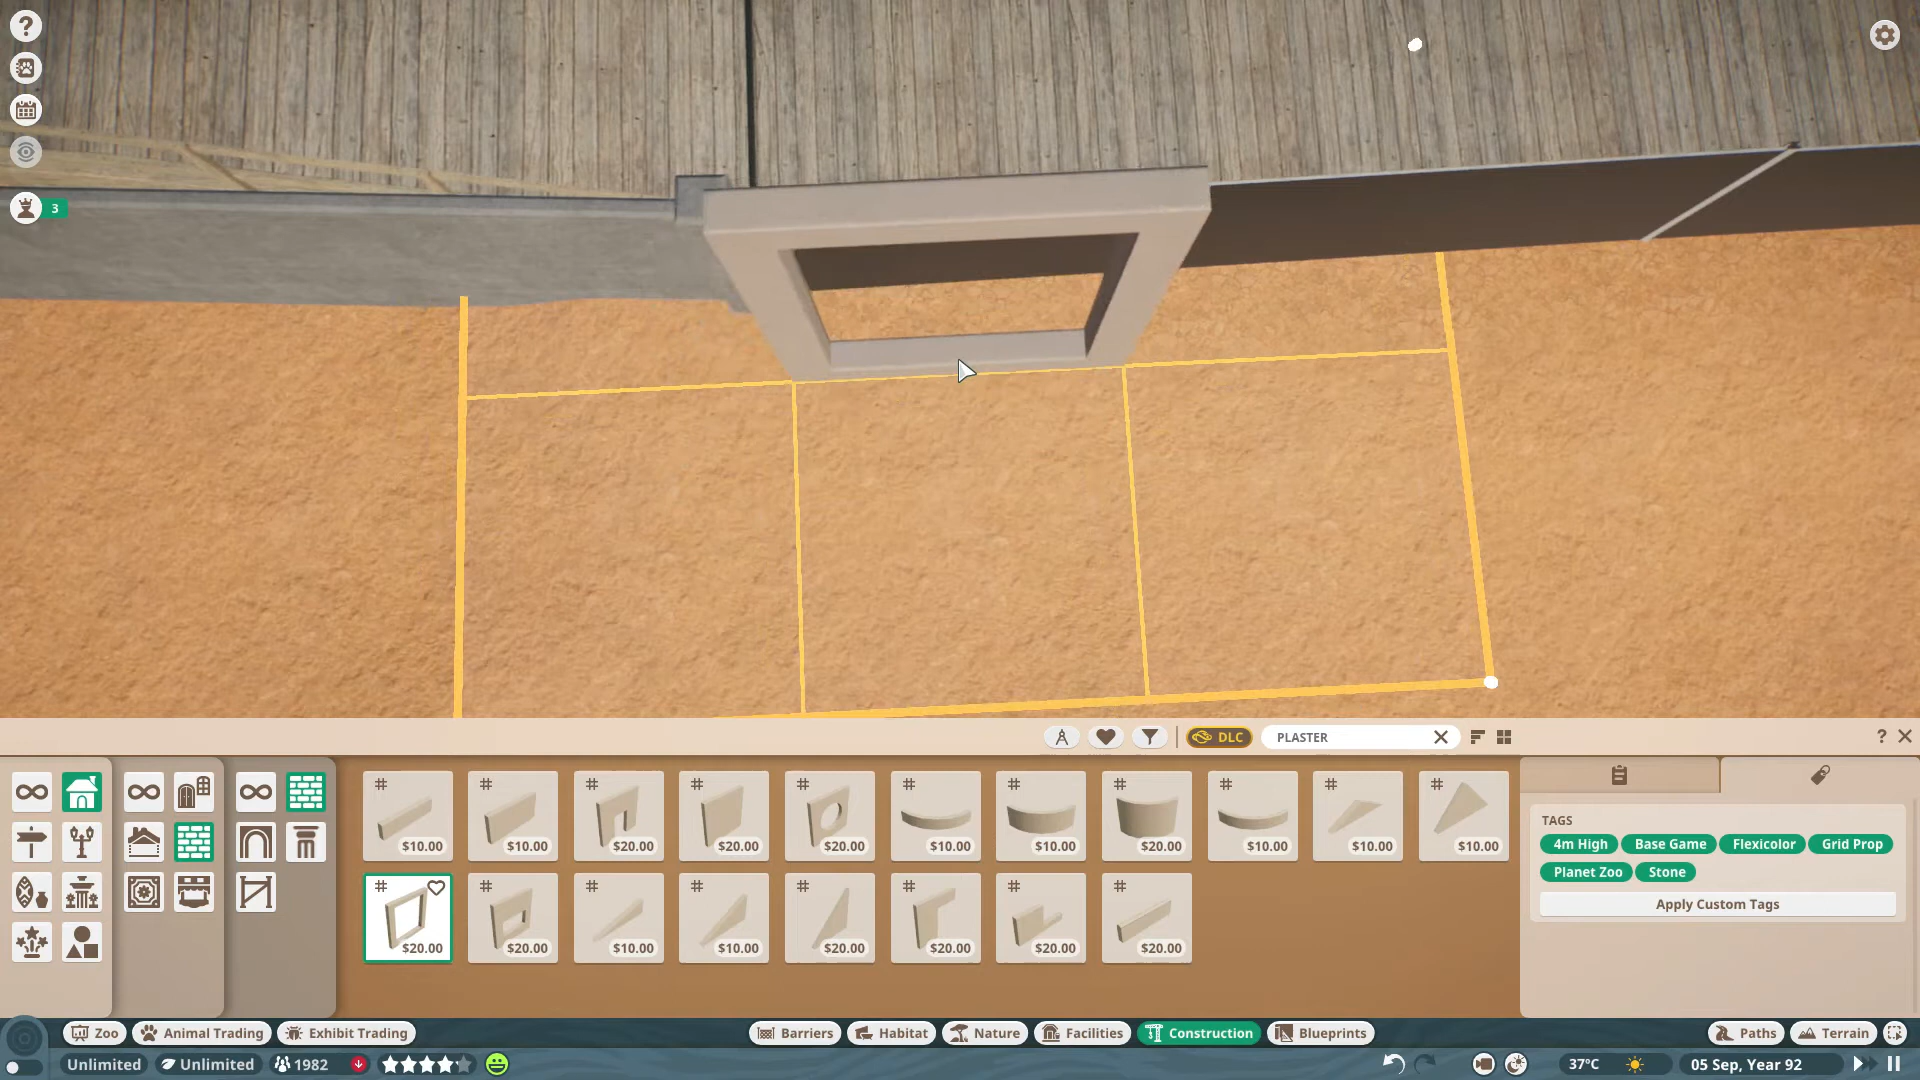 ?
3
DLC
PLASTER
?
$10.00
$10.00
$20.00
$20.00
$20.00
$10.00
$10.00
$20.00
$10.00
$10.00
$10.00
$20.00
$20.00
$10.00
$10.00
$20.00
$20.00
$20.00
$20.00
TAGS
4m High
Base Game
Flexicolor
Grid Prop
Planet Zoo
Stone
Apply Custom Tags
Zoo
Animal Trading
Exhibit Trading
Barriers
Habitat
Nature
Facilities
Construction
Blueprints
Paths
Terrain
Unlimited
Unlimited
1982
37°C
05 Sep, Year 92